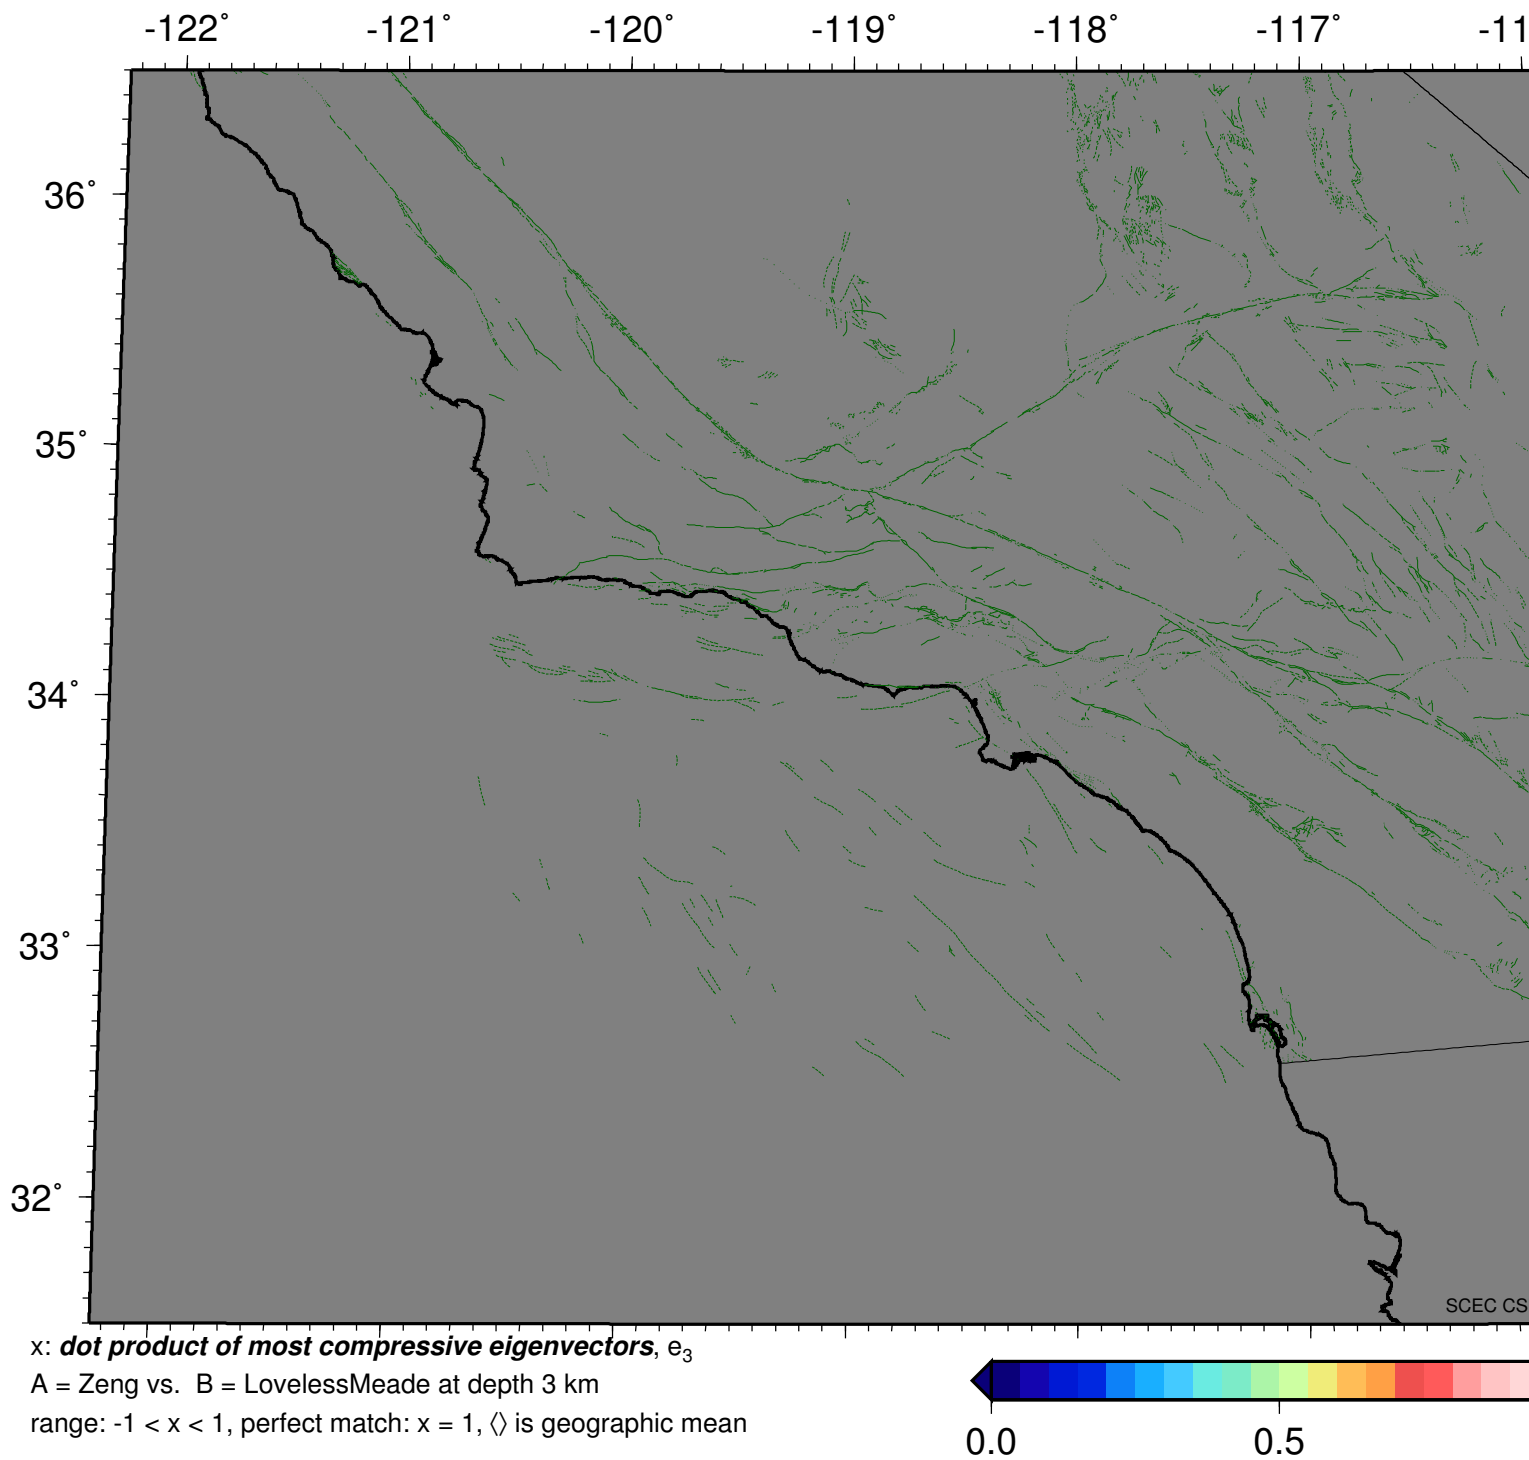 -122° -121° -120° -119° -118° -117° -11
36°
35°
34°
33°
32°
SCEC CS
x: dot product of most compressive eigenvectors, e3
A = Zeng vs. B = LovelessMeade at depth 3 km
range: -1 < x < 1, perfect match: x = 1, ⟨⟩ is geographic mean
0.0 0.5